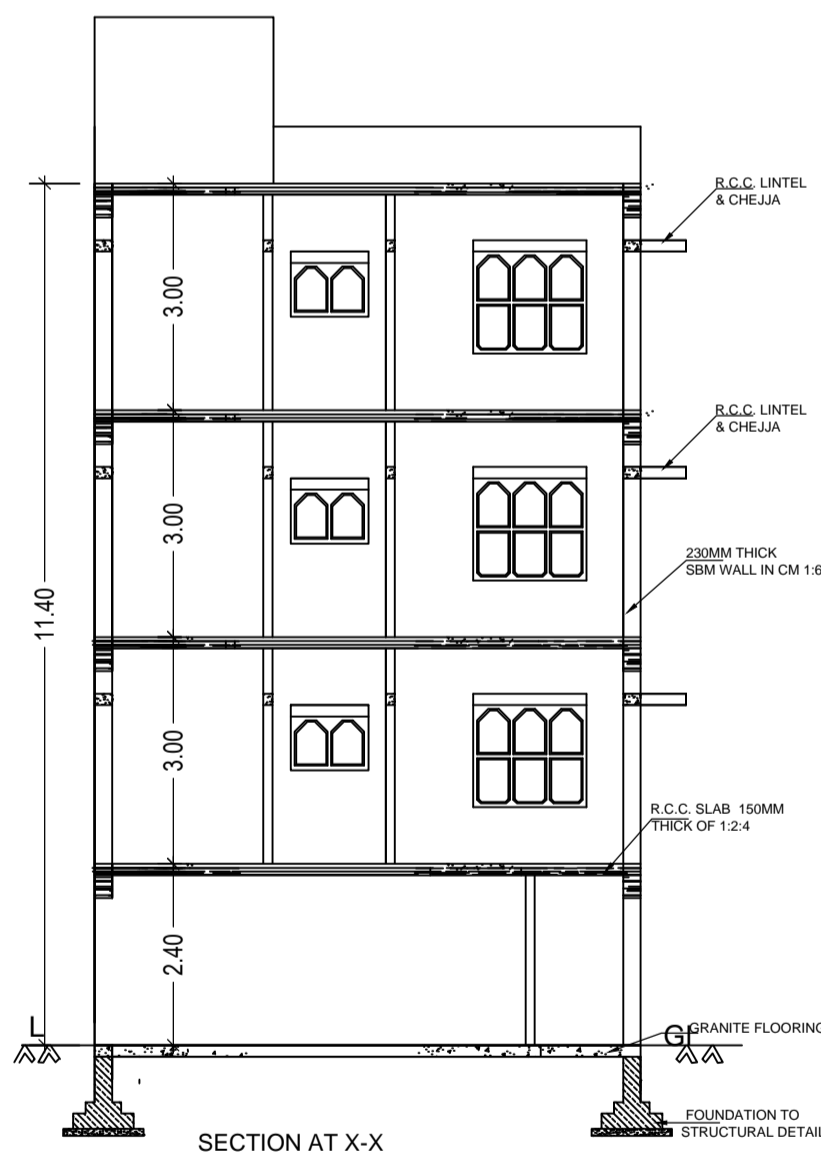 R.C.C. LINTEL
& CHEJJA
3.00
R.C.C. LINTEL
& CHEJJA
3.00
230MM THICK
SBM WALL IN CM 1:6
11.40
3.00
R.C.C. SLAB 150MM
THICK OF 1:2:4
2.40
L
GL
GRANITE FLOORING
FOUNDATION TO
STRUCTURAL DETAIL
SECTION AT X-X